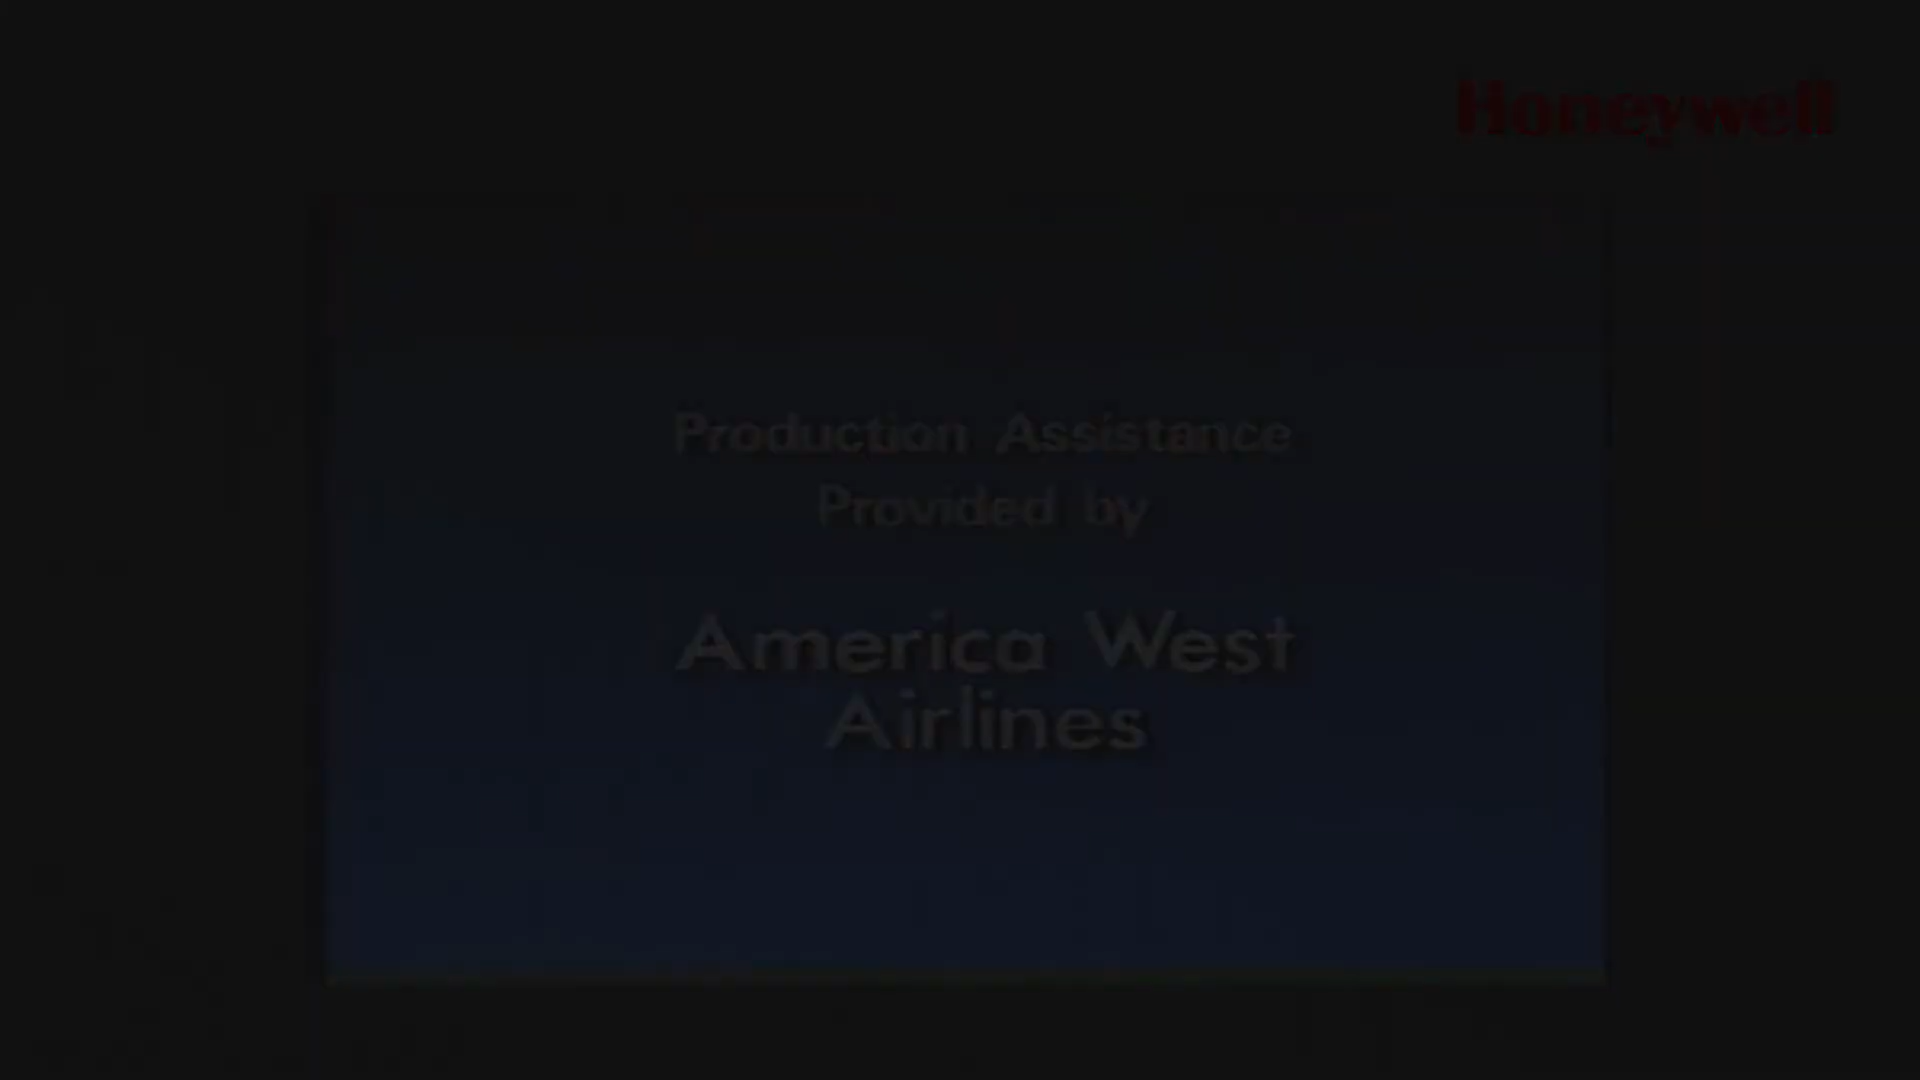 Honeywell
Production Assistance
Provided by
America West
Airlines